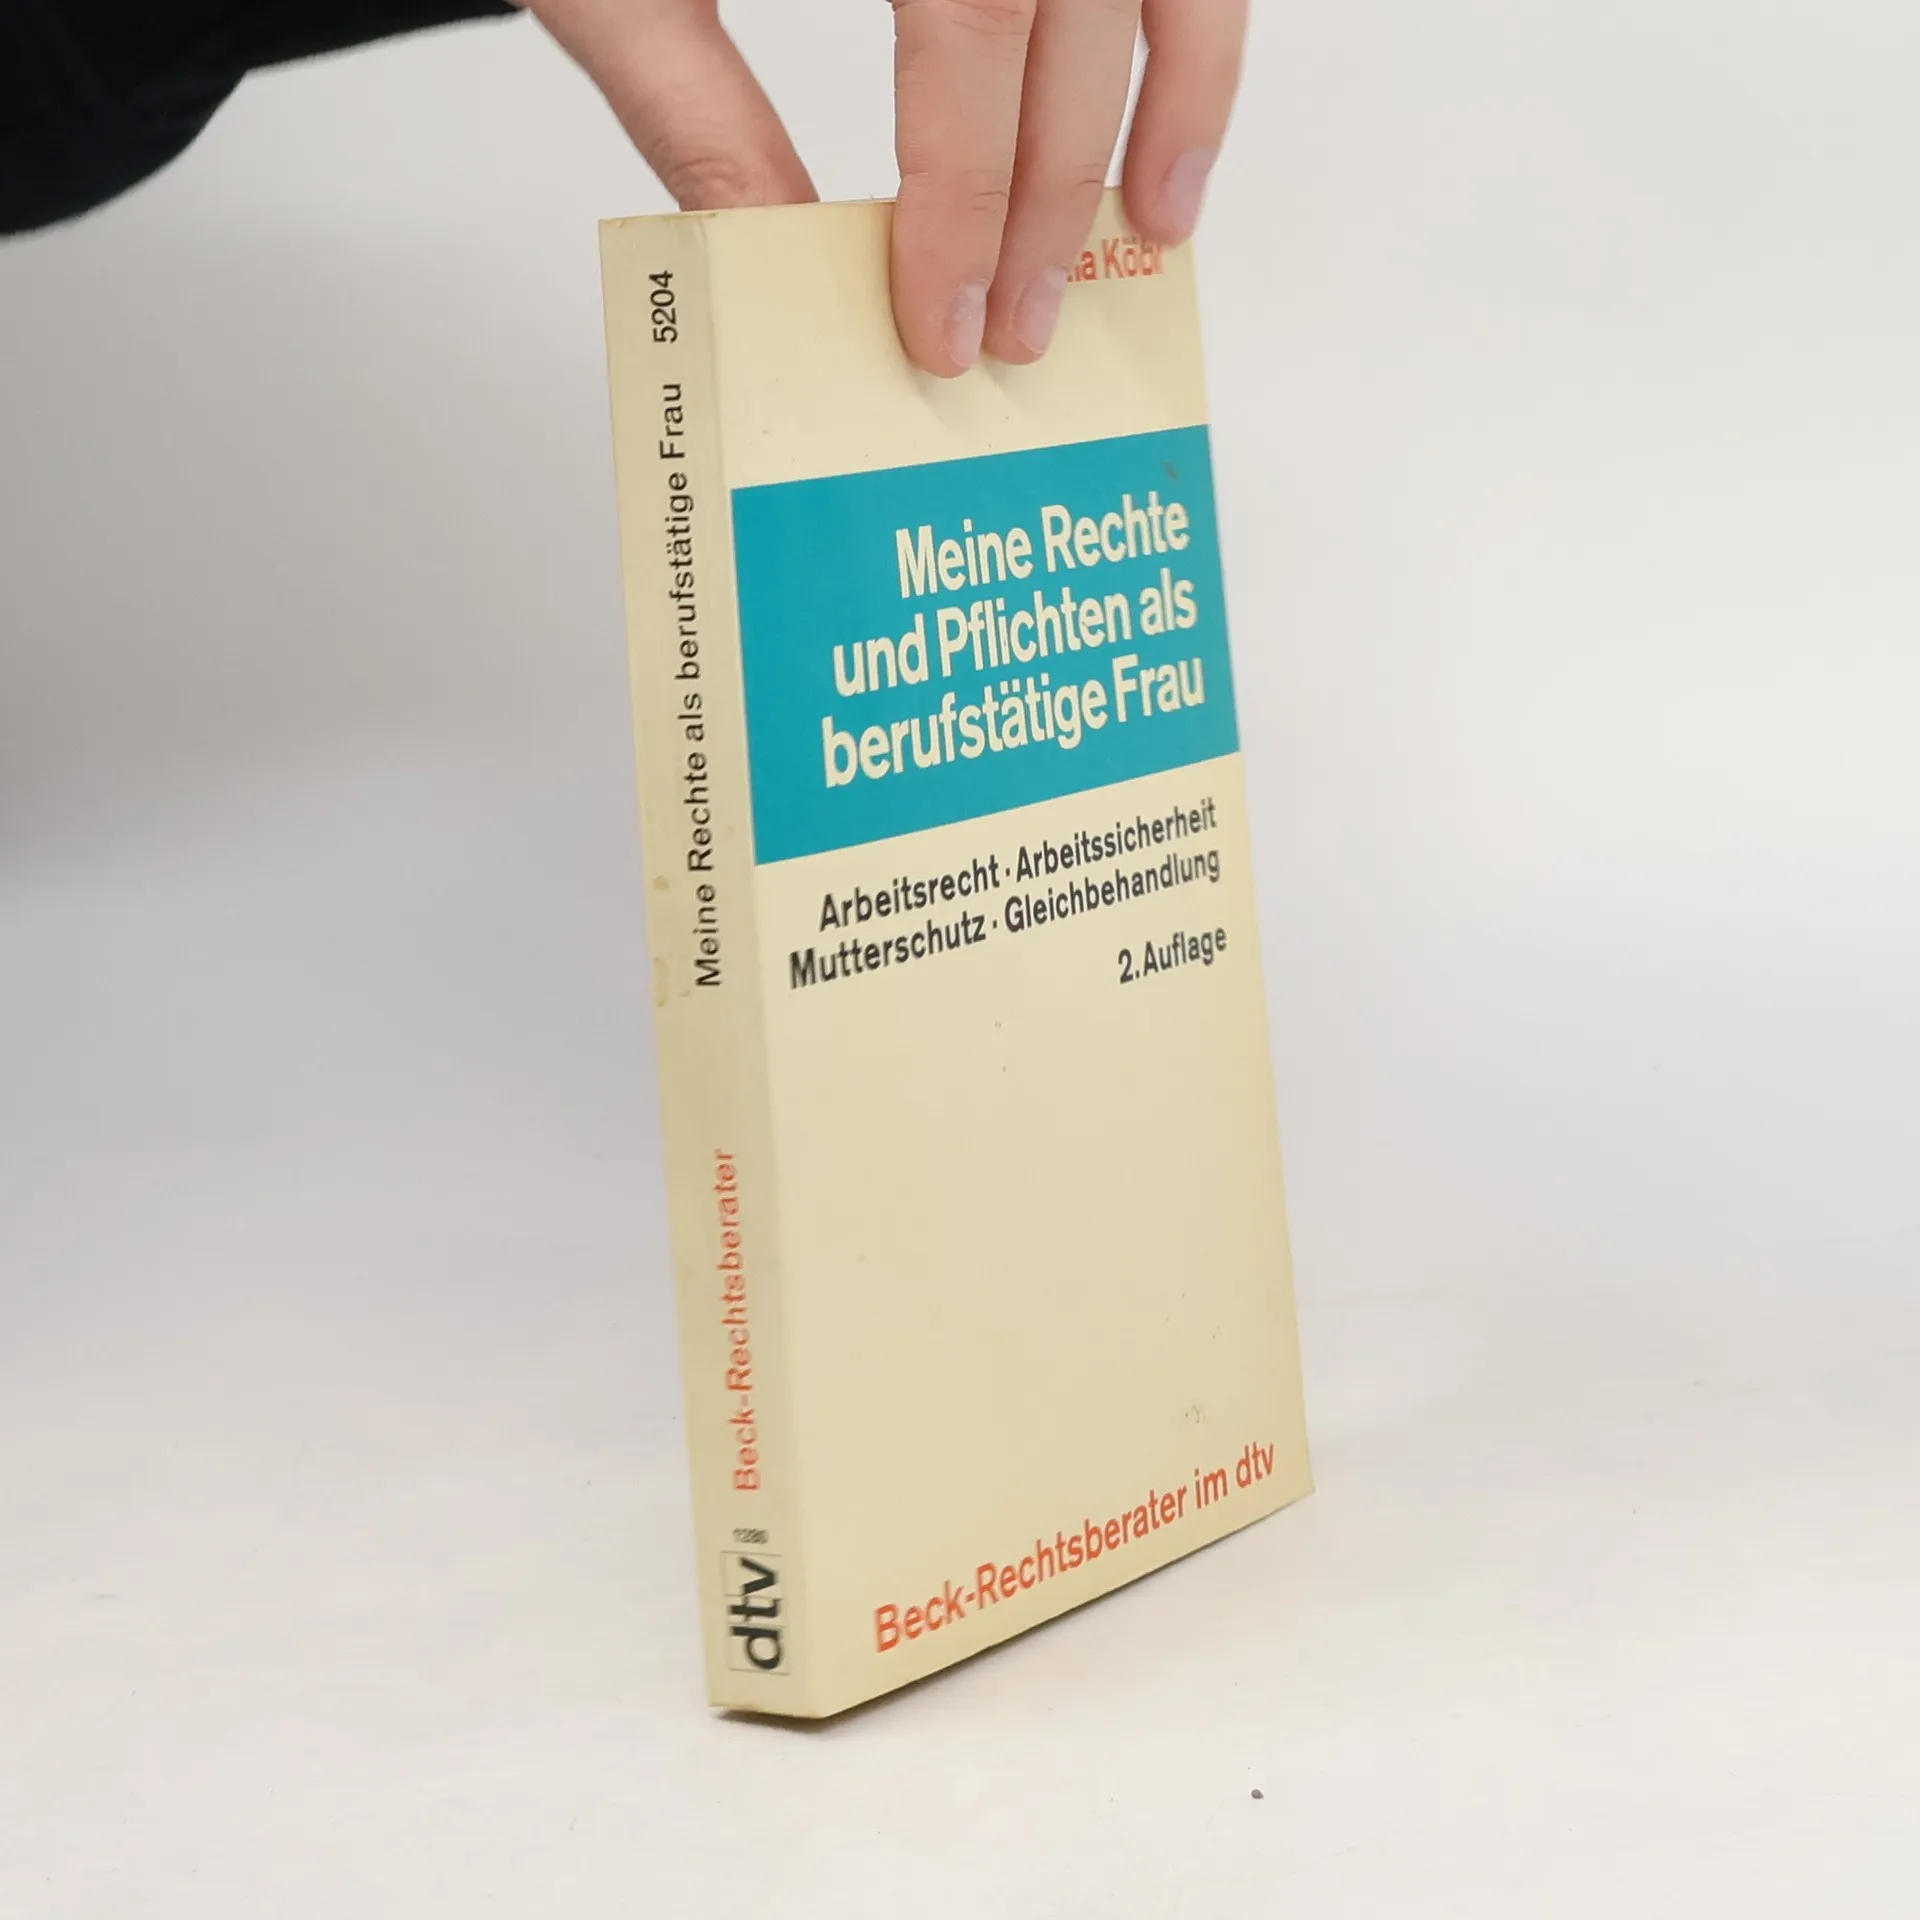 Meine Rechte als berufstätige Frau 5204
Beck-Rechtsberater
dtv
Köbl
Meine Rechte
und Pflichten als
berufstätige Frau
Arbeitsrecht · Arbeitssicherheit
Mutterschutz · Gleichbehandlung
2. Auflage
Beck-Rechtsberater im dtv